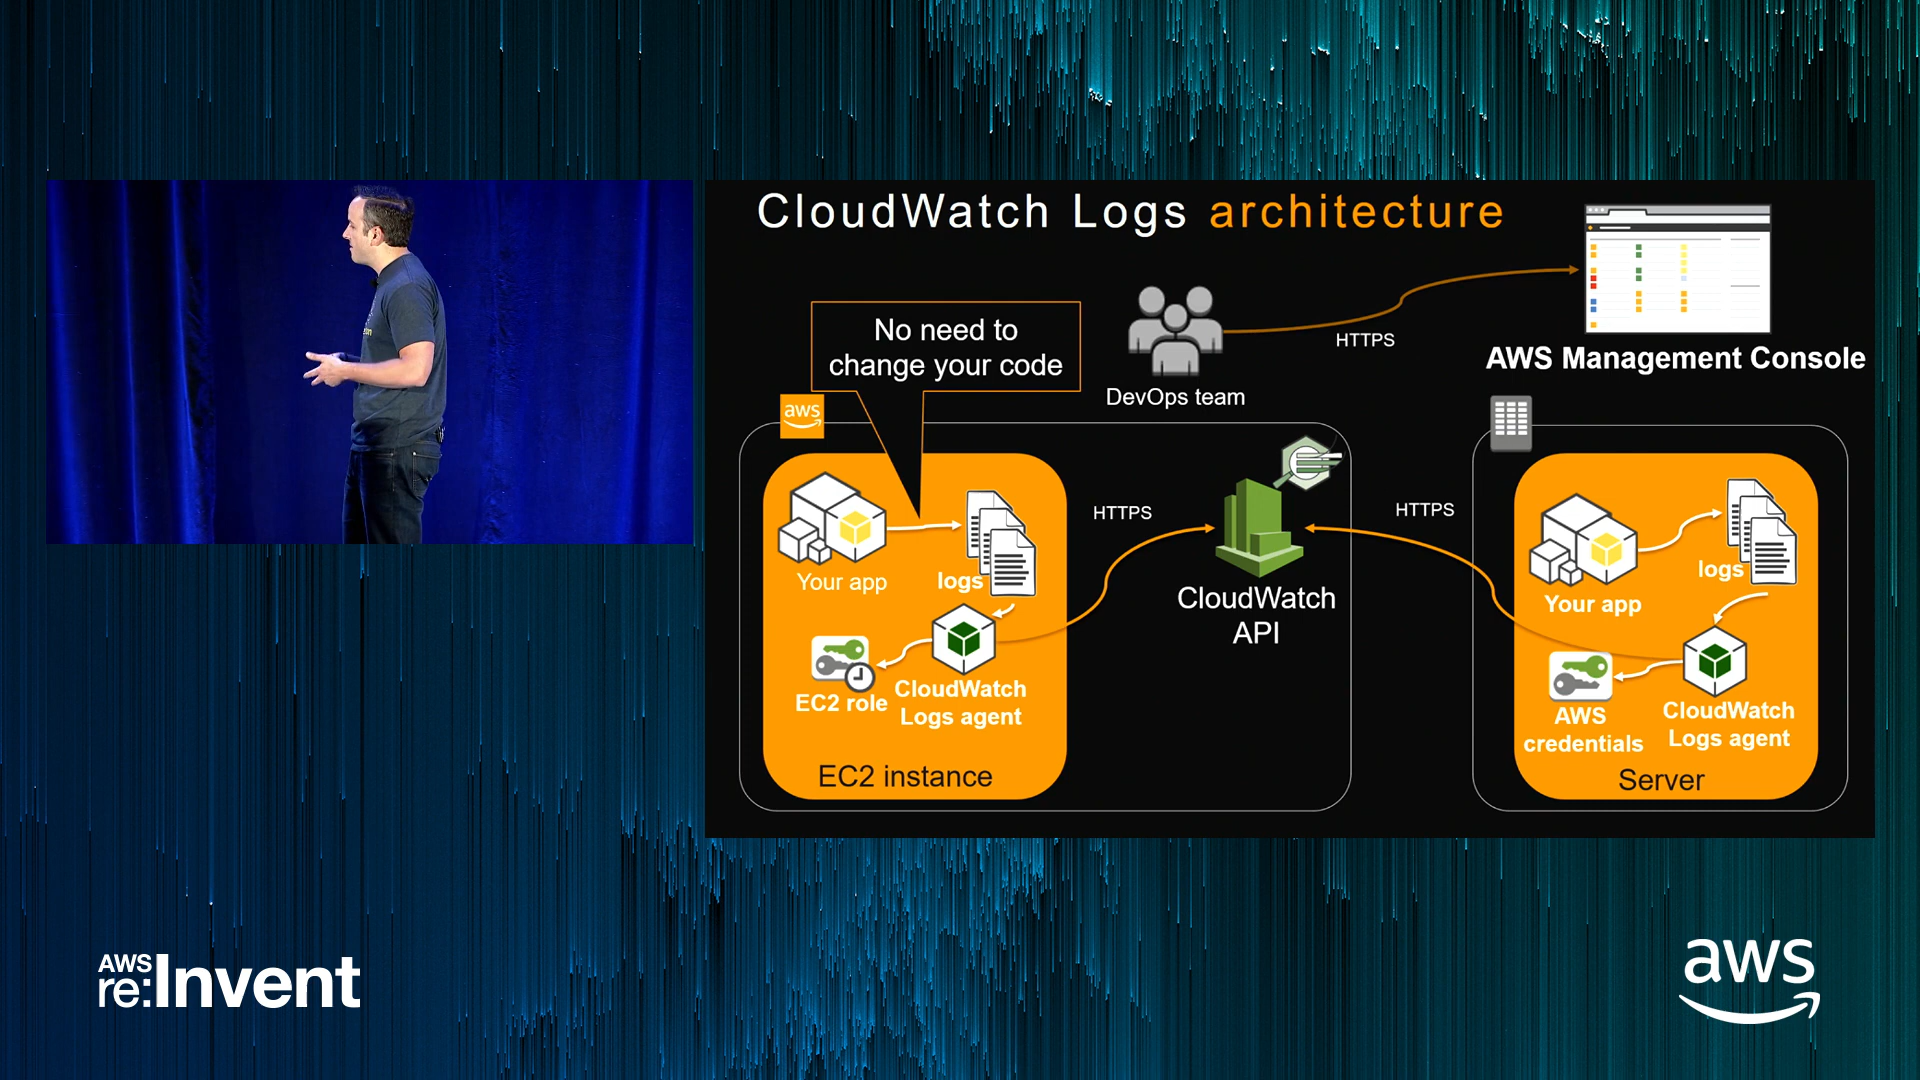 CloudWatch Logs architecture
No need to
change your code
HTTPS
AWS Management Console
DevOps team
aws
HTTPS
HTTPS
Your app
logs
CloudWatch
API
EC2 role
CloudWatch
Logs agent
EC2 instance
logs
Your app
AWS
credentials
CloudWatch
Logs agent
Server
AWS
re:Invent
aws